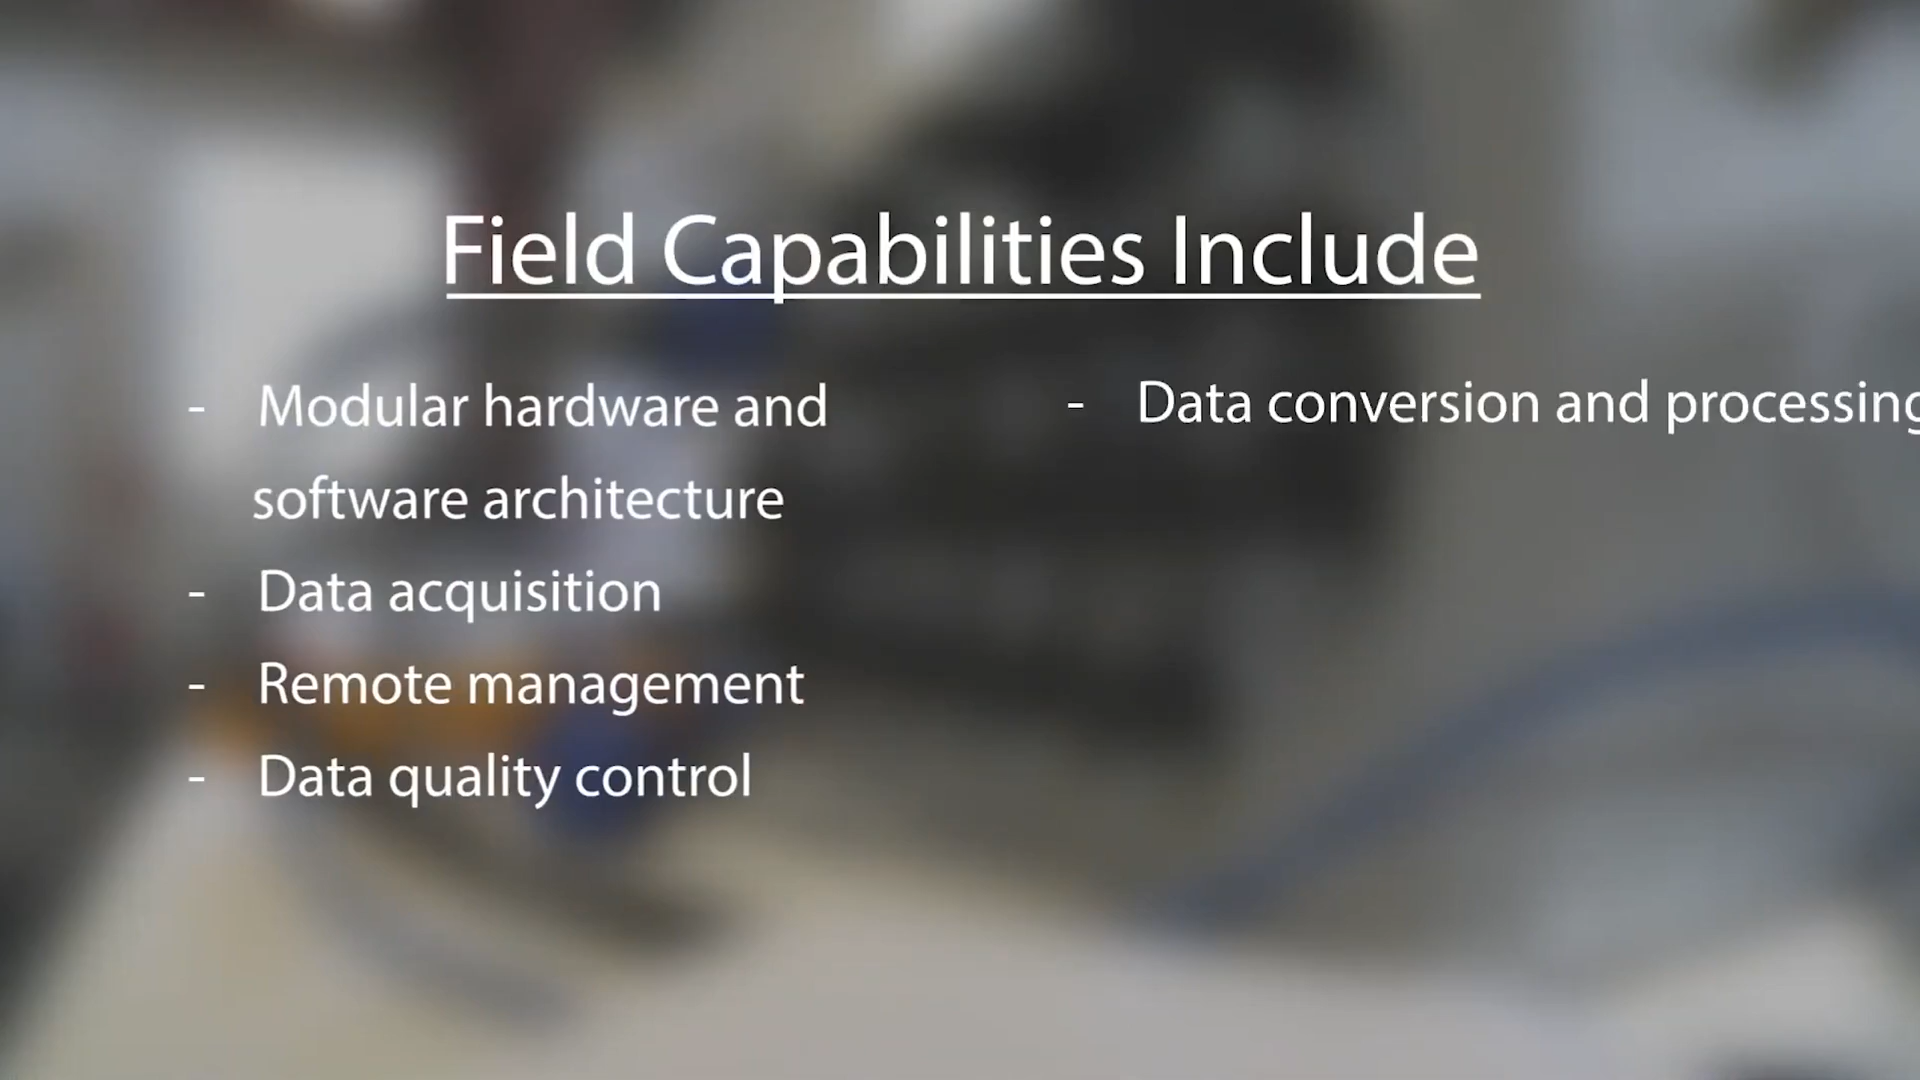 Field Capabilities Include
- Modular hardware and
software architecture
- Data acquisition
- Remote management
- Data quality control
- Data conversion and processing